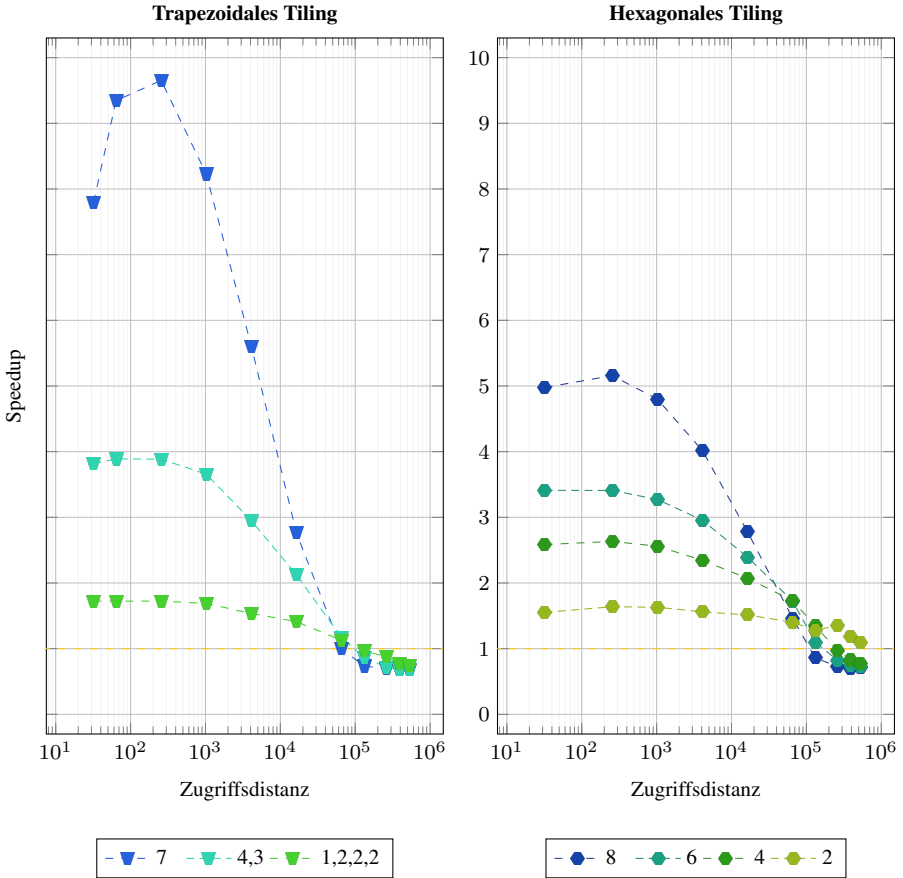 Trapezoidales Tiling
Hexagonales Tiling
10
9
8
7
6
5
4
3
2
1
0
Speedup
10¹ 10² 10³ 10⁴ 10⁵ 10⁶
10¹ 10² 10³ 10⁴ 10⁵ 10⁶
Zugriffsdistanz
Zugriffsdistanz
7 4,3 1,2,2,2
8 6 4 2